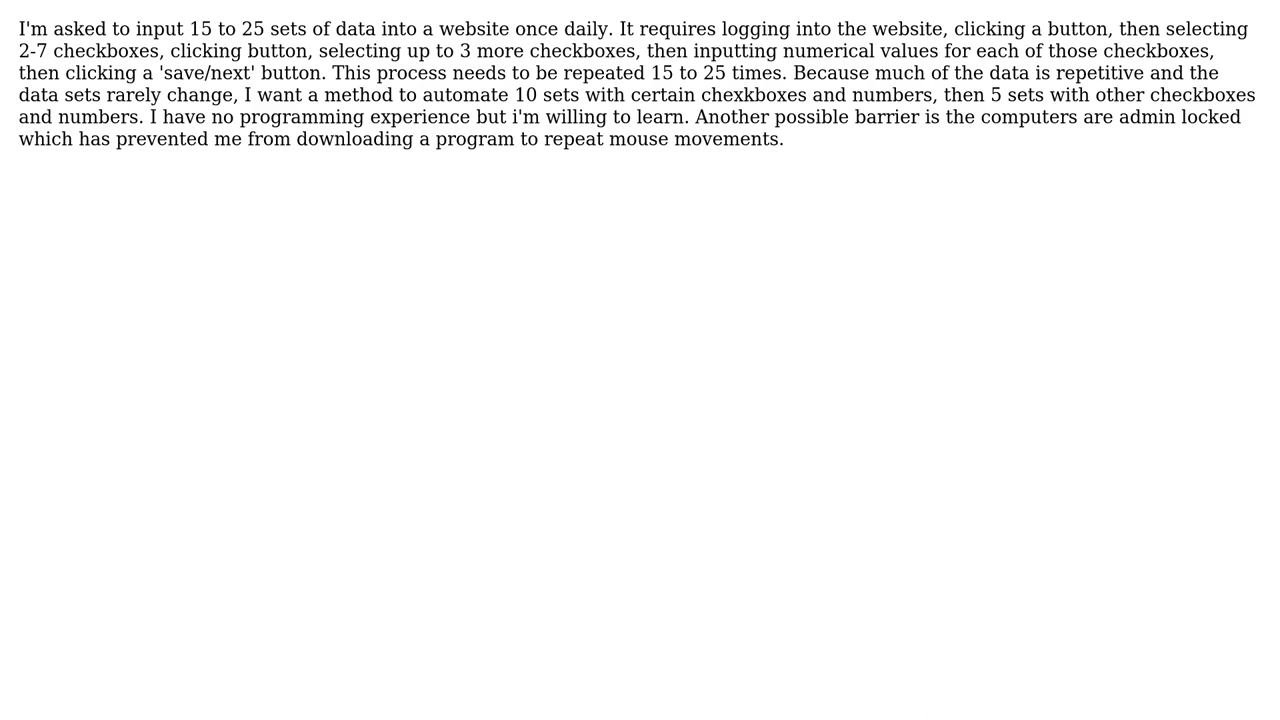 I'm asked to input 15 to 25 sets of data into a website once daily. It requires logging into the website, clicking a button, then selecting
2-7 checkboxes, clicking button, selecting up to 3 more checkboxes, then inputting numerical values for each of those checkboxes,
then clicking a 'save/next' button. This process needs to be repeated 15 to 25 times. Because much of the data is repetitive and the
data sets rarely change, I want a method to automate 10 sets with certain chexkboxes and numbers, then 5 sets with other checkboxes
and numbers. I have no programming experience but i'm willing to learn. Another possible barrier is the computers are admin locked
which has prevented me from downloading a program to repeat mouse movements.